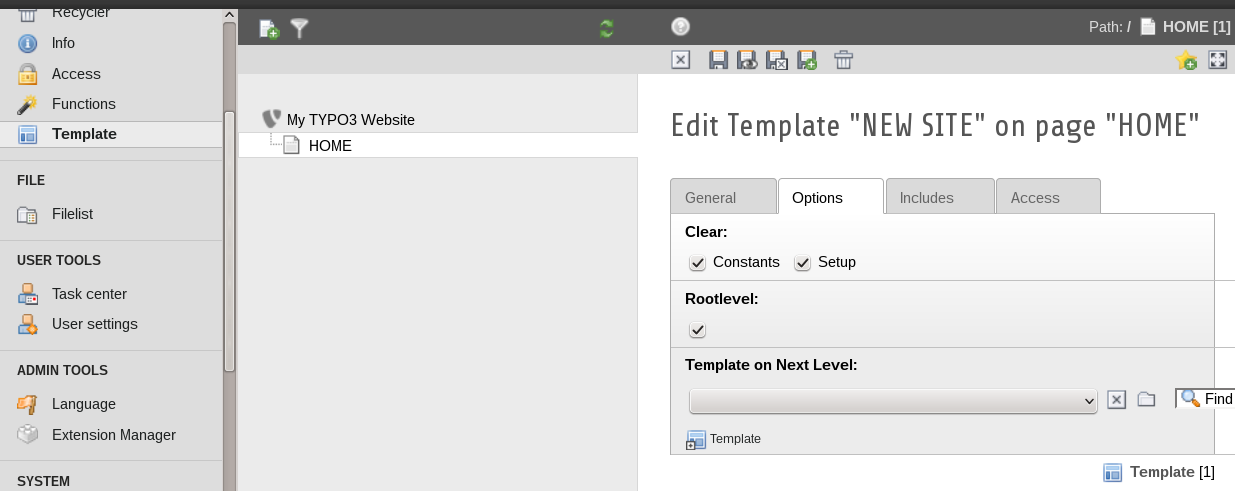 Recycler
Info
Access
Functions
Template
FILE
Filelist
USER TOOLS
Task center
User settings
ADMIN TOOLS
Language
Extension Manager
SYSTEM
My TYPO3 Website
HOME
Path: / HOME [1]
Edit Template "NEW SITE" on page "HOME"
General Options Includes Access
Clear:
Constants Setup
Rootlevel:
Template on Next Level:
Find
Template
Template [1]